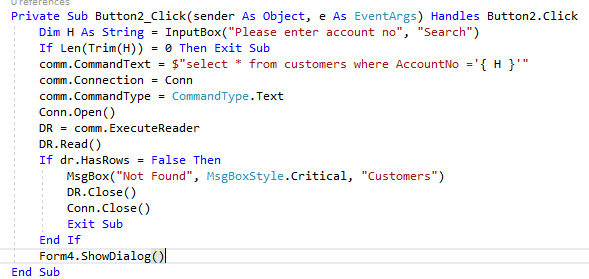 0 references
Private Sub Button2_Click(sender As Object, e As EventArgs) Handles Button2.Click
Dim H As String = InputBox("Please enter account no", "Search")
If Len(Trim(H)) = 0 Then Exit Sub
comm.CommandText = $"select * from customers where AccountNo ='{ H }'"
comm.Connection = Conn
comm.CommandType = CommandType.Text
Conn.Open()
DR = comm.ExecuteReader
DR.Read()
If dr.HasRows = False Then
MsgBox("Not Found", MsgBoxStyle.Critical, "Customers")
DR.Close()
Conn.Close()
Exit Sub
End If
Form4.ShowDialog()
End Sub